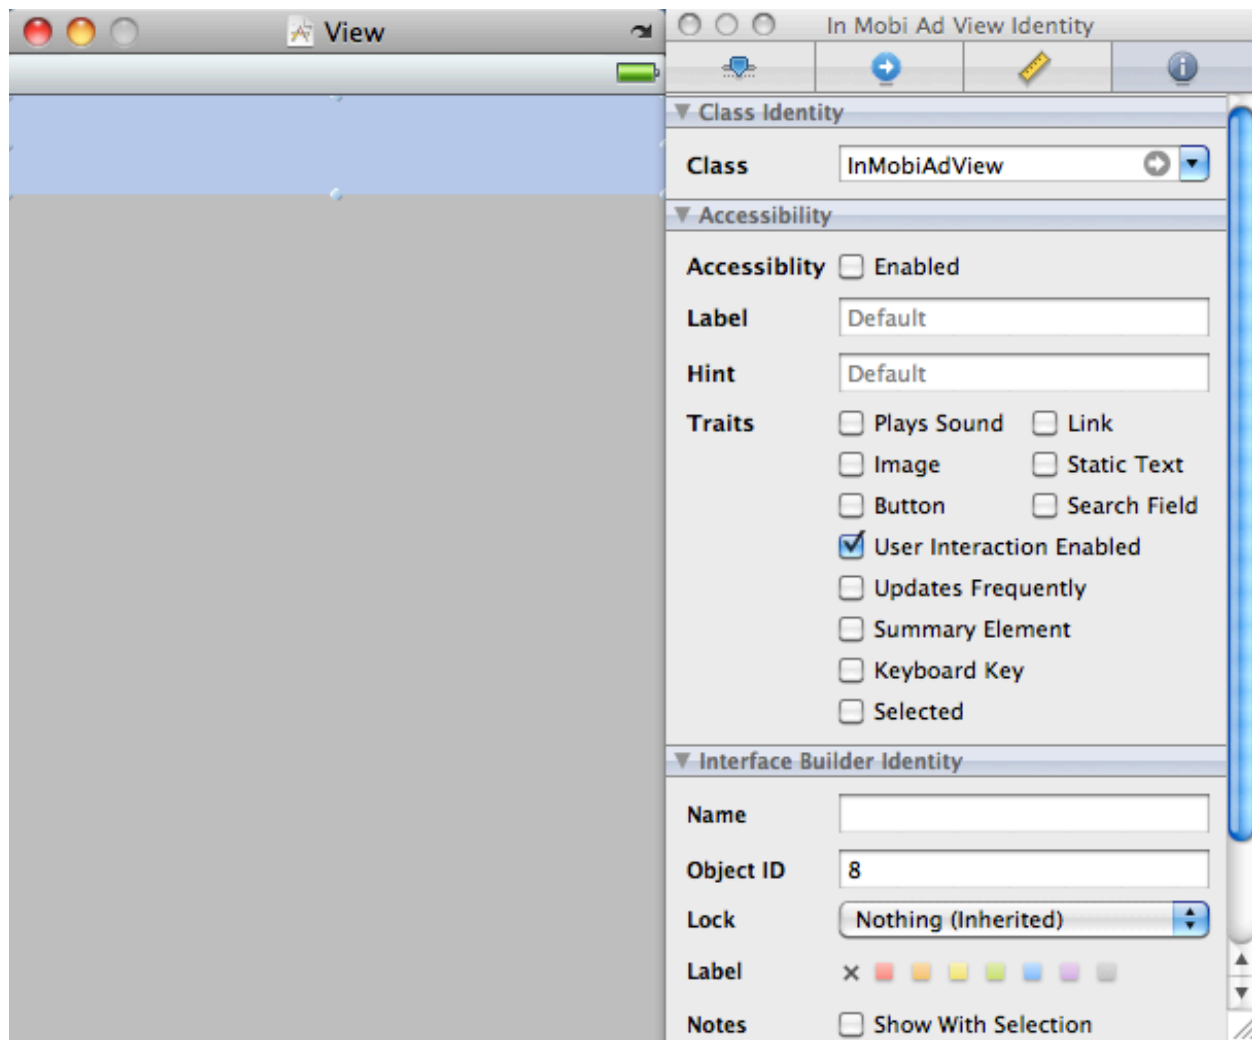 View
In Mobi Ad View Identity
Class Identity
Class InMobiAdView
Accessibility
Accessiblity Enabled
Label Default
Hint Default
Traits Plays Sound Link
Image Static Text
Button Search Field
User Interaction Enabled
Updates Frequently
Summary Element
Keyboard Key
Selected
Interface Builder Identity
Name
Object ID 8
Lock Nothing (Inherited)
Label
Notes Show With Selection